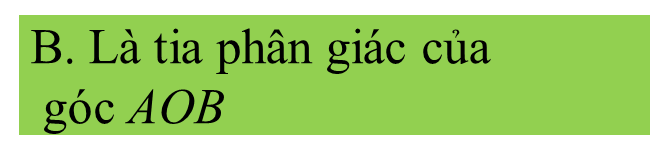 B. Là tia phân giác của
góc AOB